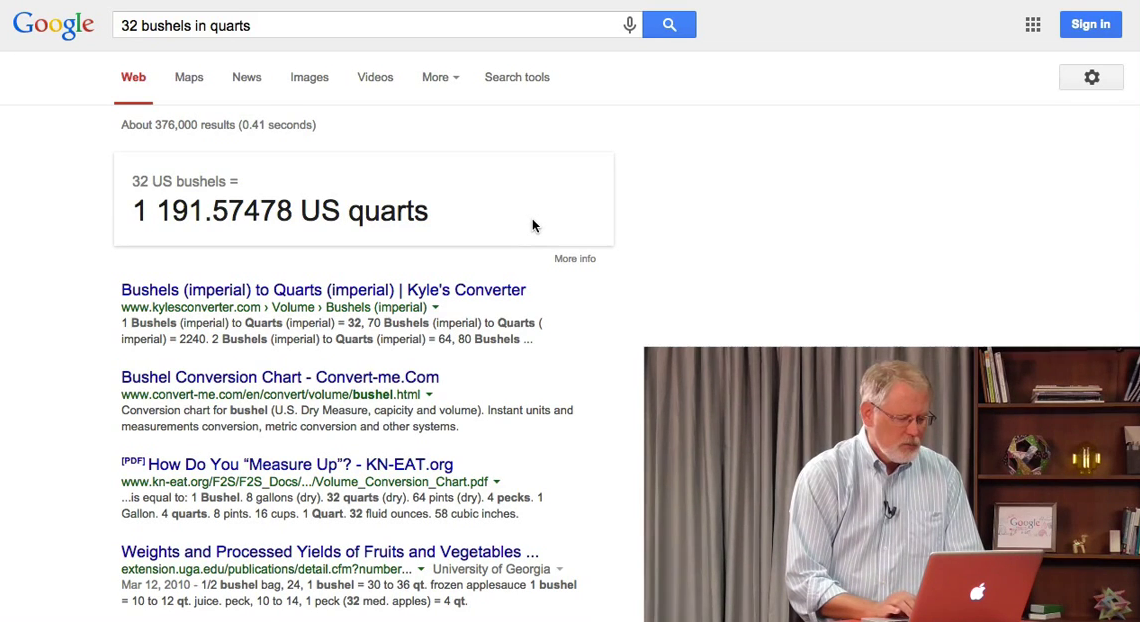 Google
32 bushels in quarts
Sign in
Web Maps News Images Videos More Search tools
About 376,000 results (0.41 seconds)
32 US bushels =
1 191.57478 US quarts
More info
Bushels (imperial) to Quarts (imperial) | Kyle's Converter
www.kylesconverter.com › Volume › Bushels (imperial)
1 Bushels (imperial) to Quarts (imperial) = 32, 70 Bushels (imperial) to Quarts (
imperial) = 2240. 2 Bushels (imperial) to Quarts (imperial) = 64, 80 Bushels ...
Bushel Conversion Chart - Convert-me.Com
www.convert-me.com/en/convert/volume/bushel.html
Conversion chart for bushel (U.S. Dry Measure, capicity and volume). Instant units and
measurements conversion, metric conversion and other systems.
[PDF] How Do You “Measure Up”? - KN-EAT.org
www.kn-eat.org/F2S/F2S_Docs/.../Volume_Conversion_Chart.pdf
...is equal to: 1 Bushel. 8 gallons (dry). 32 quarts (dry). 64 pints (dry). 4 pecks. 1
Gallon. 4 quarts. 8 pints. 16 cups. 1 Quart. 32 fluid ounces. 58 cubic inches.
Weights and Processed Yields of Fruits and Vegetables ...
extension.uga.edu/publications/detail.cfm?number... University of Georgia
Mar 12, 2010 - 1/2 bushel bag, 24, 1 bushel = 30 to 36 qt. frozen applesauce 1 bushel
= 10 to 12 qt. juice. peck, 10 to 14, 1 peck (32 med. apples) = 4 qt.
Google